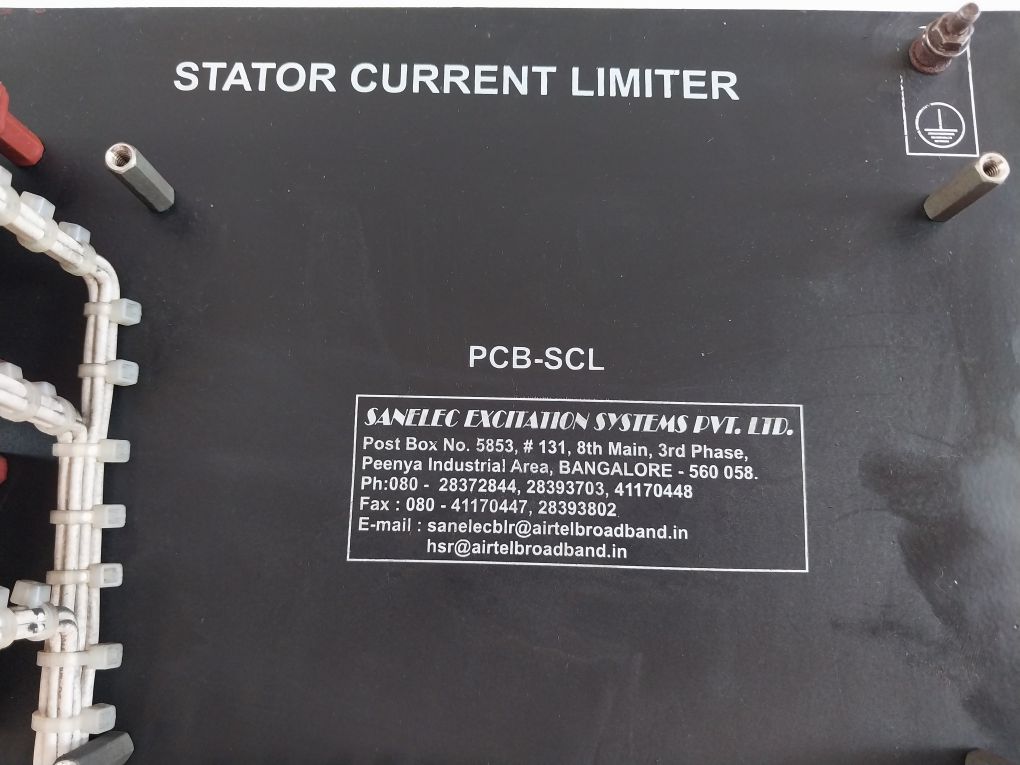 STATOR CURRENT LIMITER
PCB-SCL
SANELEC EXCITATION SYSTEMS PVT. LTD.
Post Box No. 5853, # 131, 8th Main, 3rd Phase,
Peenya Industrial Area, BANGALORE - 560 058.
Ph:080 - 28372844, 28393703, 41170448
Fax : 080 - 41170447, 28393802
E-mail : sanelecblr@airtelbroadband.in
hsr@airtelbroadband.in